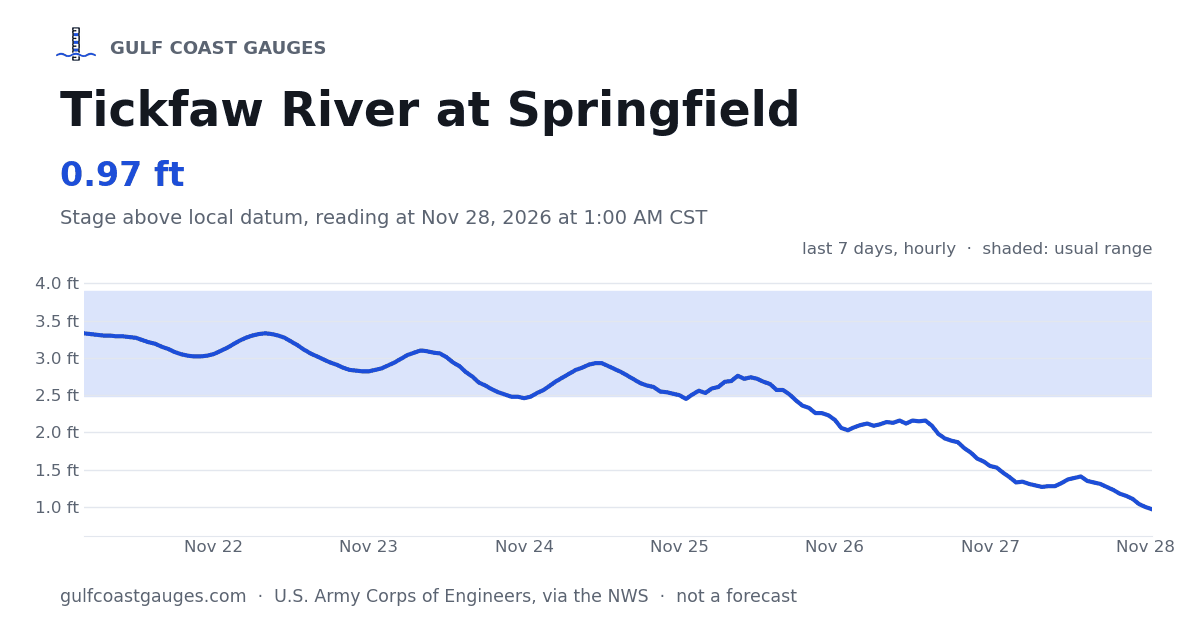 GULF COAST GAUGES
Tickfaw River at Springfield
0.97 ft
Stage above local datum, reading at Nov 28, 2026 at 1:00 AM CST
last 7 days, hourly · shaded: usual range
4.0 ft
3.5 ft
3.0 ft
2.5 ft
2.0 ft
1.5 ft
1.0 ft
Nov 22 Nov 23 Nov 24 Nov 25 Nov 26 Nov 27 Nov 28
gulfcoastgauges.com · U.S. Army Corps of Engineers, via the NWS · not a forecast